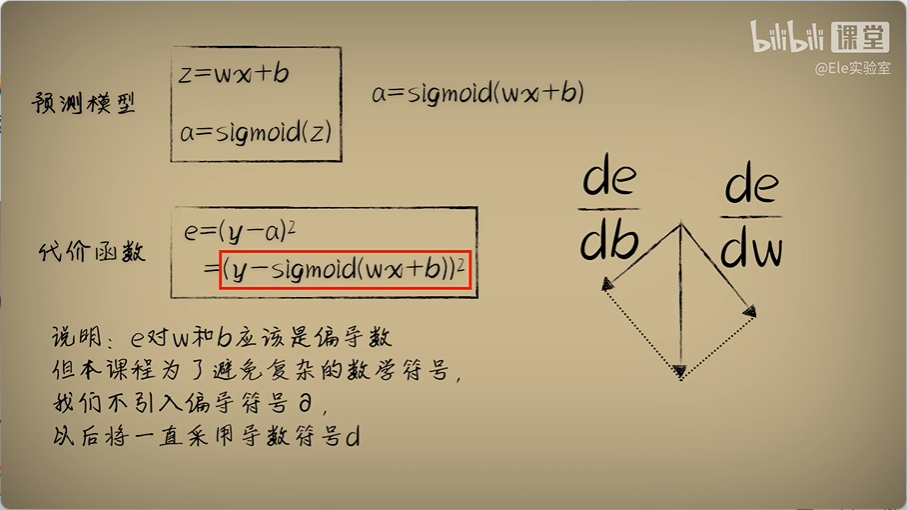 bilibili 课堂
@Ele实验室
预测模型
z=wx+b
a=sigmoid(z)
a=sigmoid(wx+b)
代价函数
e=(y-a)²
=(y-sigmoid(wx+b))²
de
db
de
dw
说明：e对w和b应该是偏导数
但本课程为了避免复杂的数学符号，
我们不引入偏导符号∂，
以后将一直采用导数符号d